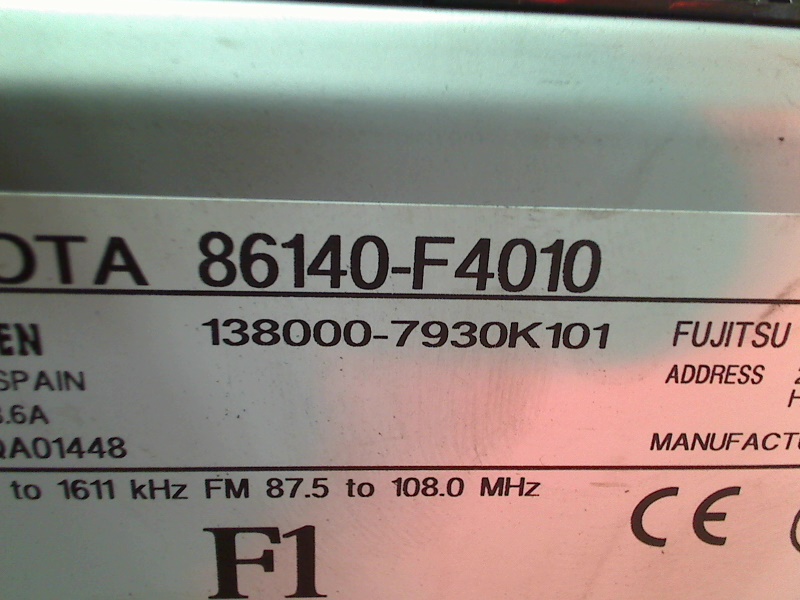 OTA 86140-F4010
EN 138000-7930K101 FUJITSU
SPAIN ADDRESS 2
.6A H
QA01448 MANUFACTU
to 1611 kHz FM 87.5 to 108.0 MHz
CE
F1